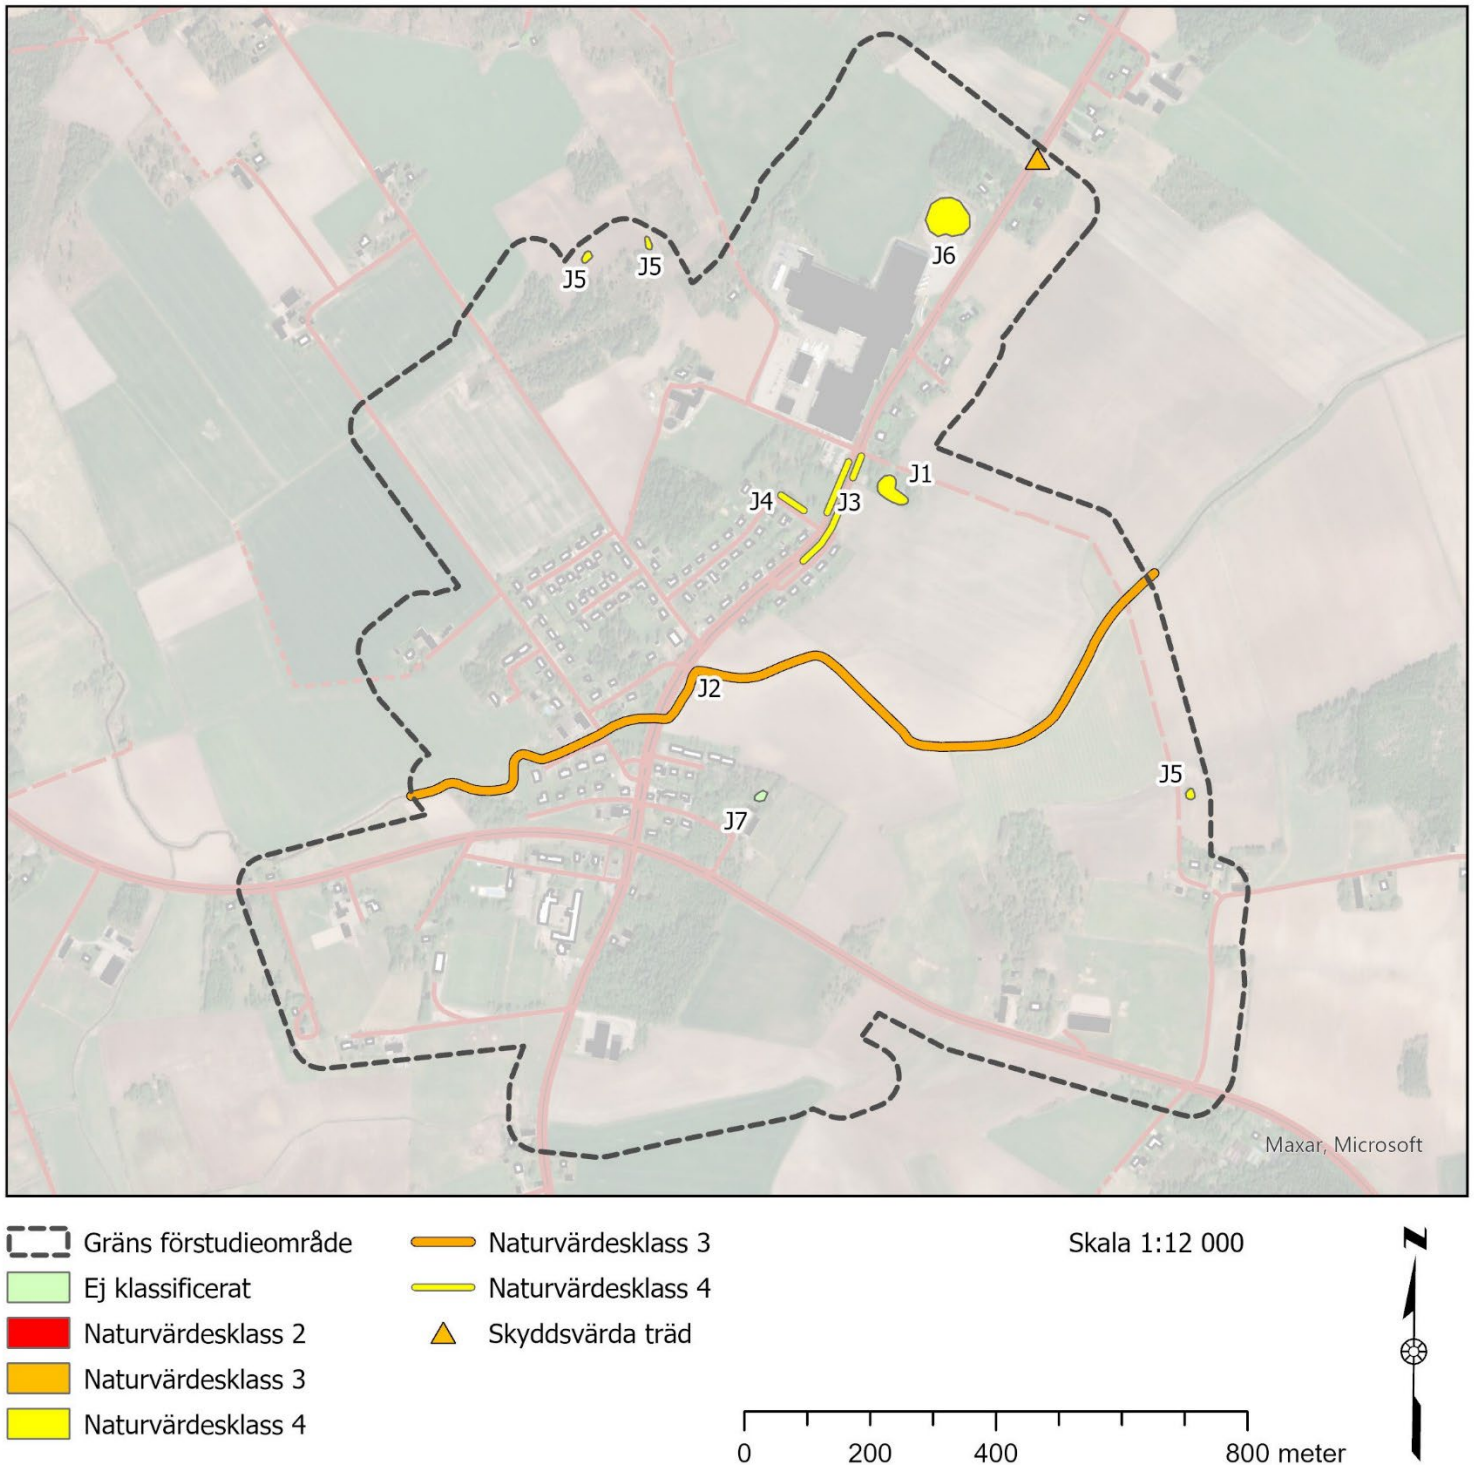 J6
J5
J5
J1
J4
J3
J2
J5
J7
Maxar, Microsoft
Gräns förstudieområde
Ej klassificerat
Naturvärdesklass 2
Naturvärdesklass 3
Naturvärdesklass 4
Naturvärdesklass 3
Naturvärdesklass 4
Skyddsvärda träd
Skala 1:12 000
N
0 200 400 800 meter